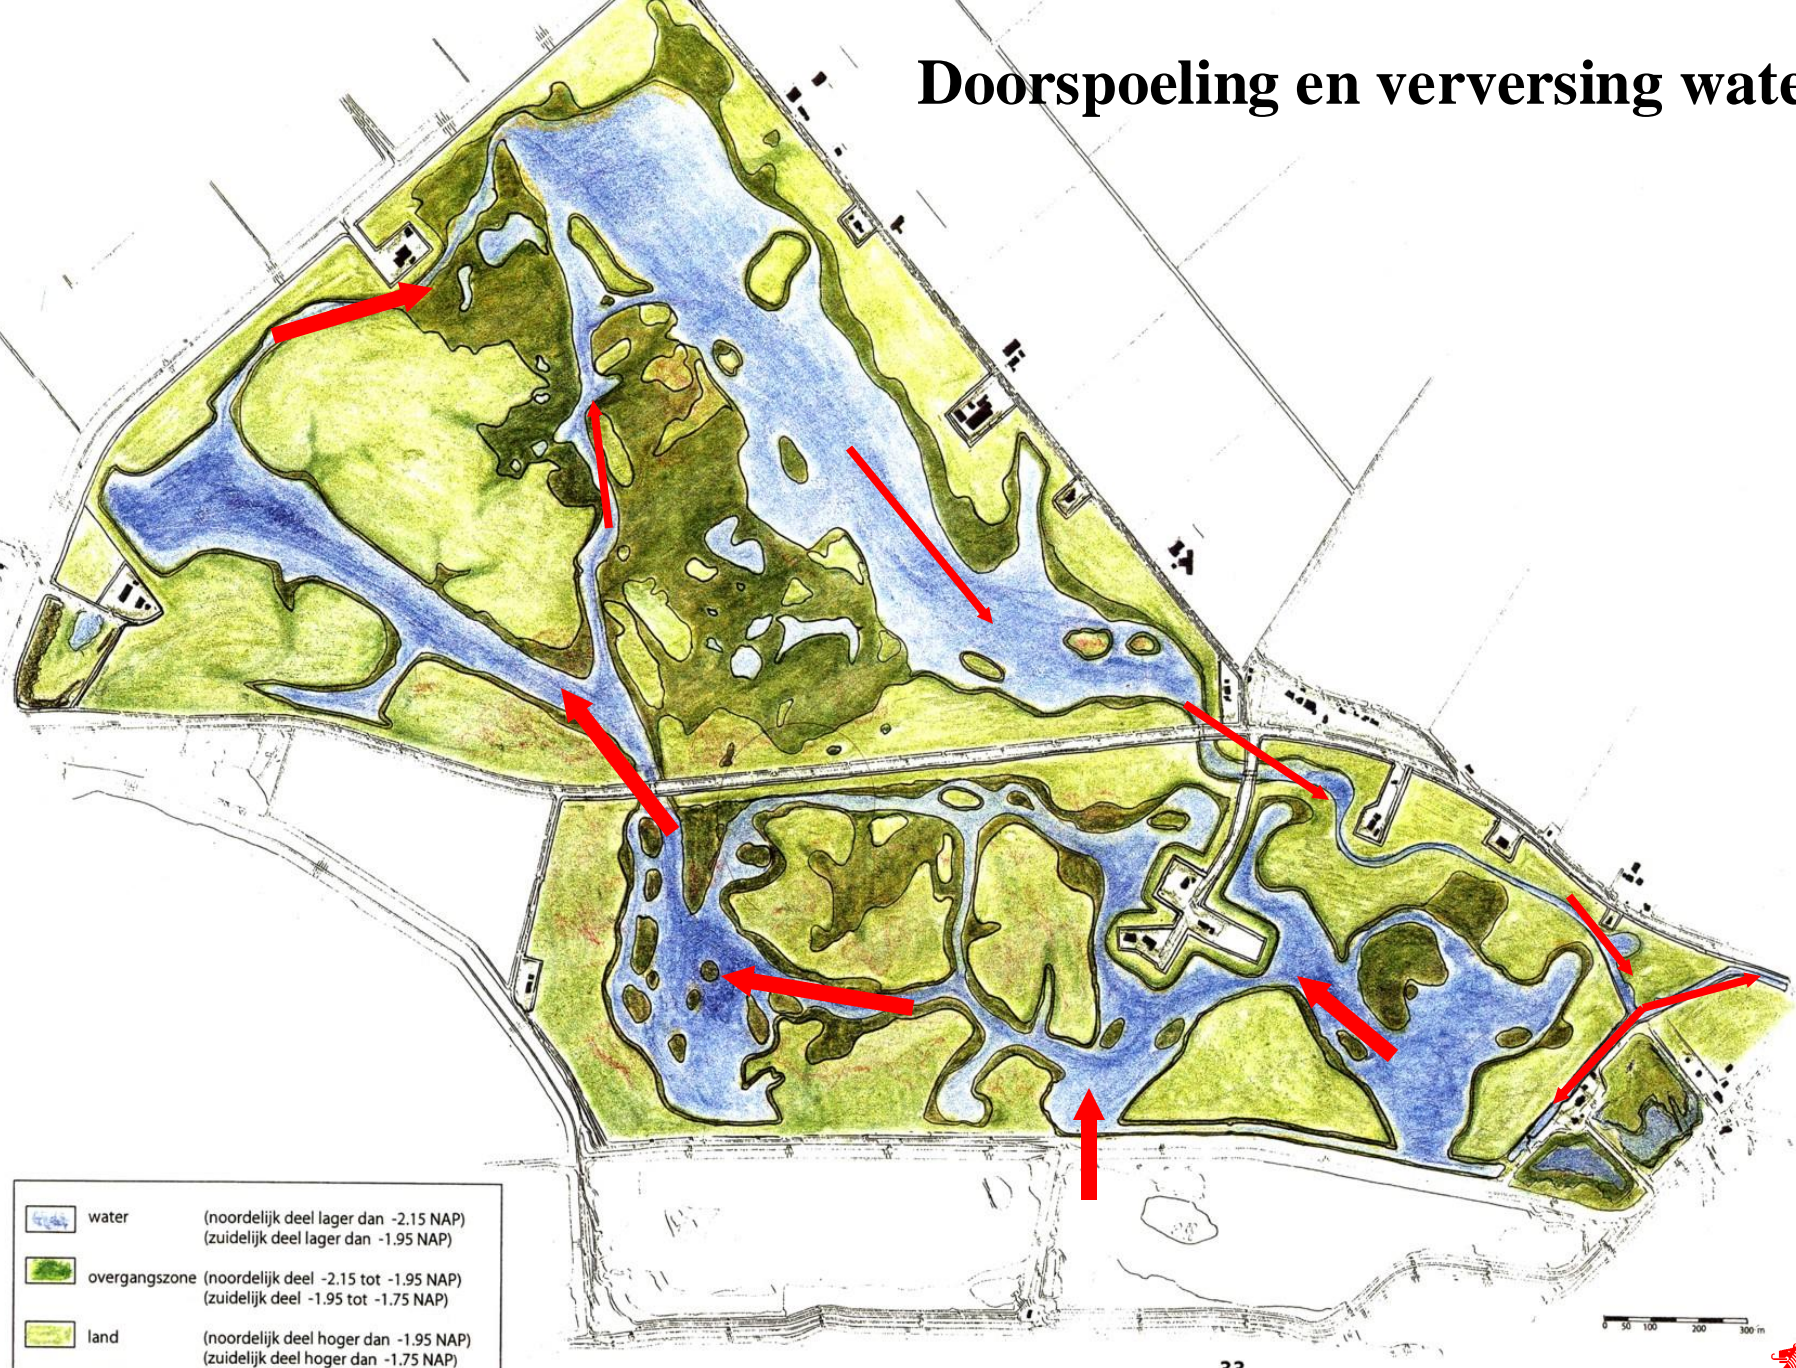 Doorspoeling en verversing wate
water (noordelijk deel lager dan -2.15 NAP)
(zuidelijk deel lager dan -1.95 NAP)
overgangszone (noordelijk deel -2.15 tot -1.95 NAP)
(zuidelijk deel -1.95 tot -1.75 NAP)
land (noordelijk deel hoger dan -1.95 NAP)
(zuidelijk deel hoger dan -1.75 NAP)
0 50 100 200 300 m